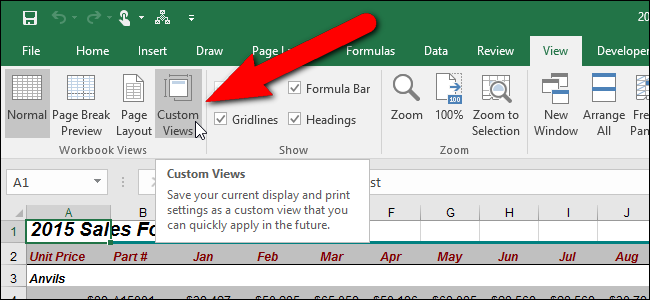 20
File Home Insert Draw Page La Formulas Data Review View Developer
Formula Bar
Normal Page Break Preview Page Layout Custom Views Gridlines Headings Zoom 100% Zoom to Selection New Window Arrange All Free Pan
100
Workbook Views Show Zoom
A1
Custom Views
Save your current display and print
settings as a custom view that you
can quickly apply in the future.
st
A B F G H I J
1 2015 Sales Fo
2 Unit Price Part # Jan Feb Mar Apr May Jun Jul Aug
3 Anvils